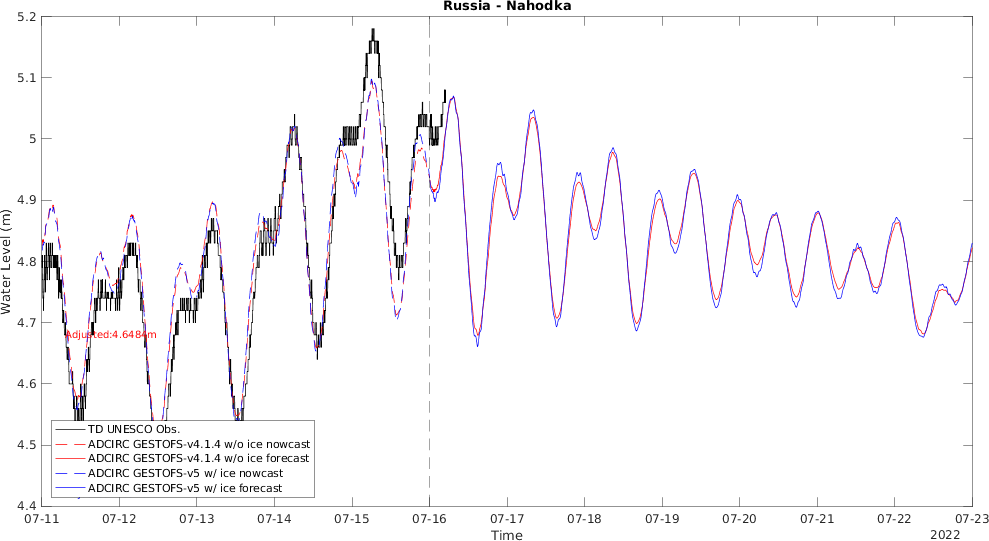 Russia - Nahodka
5.2
5.1
5
4.9
4.8
4.7
4.6
4.5
4.4
Water Level (m)
Adjusted:4.6484m
TD UNESCO Obs.
ADCIRC GESTOFS-v4.1.4 w/o ice nowcast
ADCIRC GESTOFS-v4.1.4 w/o ice forecast
ADCIRC GESTOFS-v5 w/ ice nowcast
ADCIRC GESTOFS-v5 w/ ice forecast
07-11 07-12 07-13 07-14 07-15 07-16 07-17 07-18 07-19 07-20 07-21 07-22 07-23
Time
2022